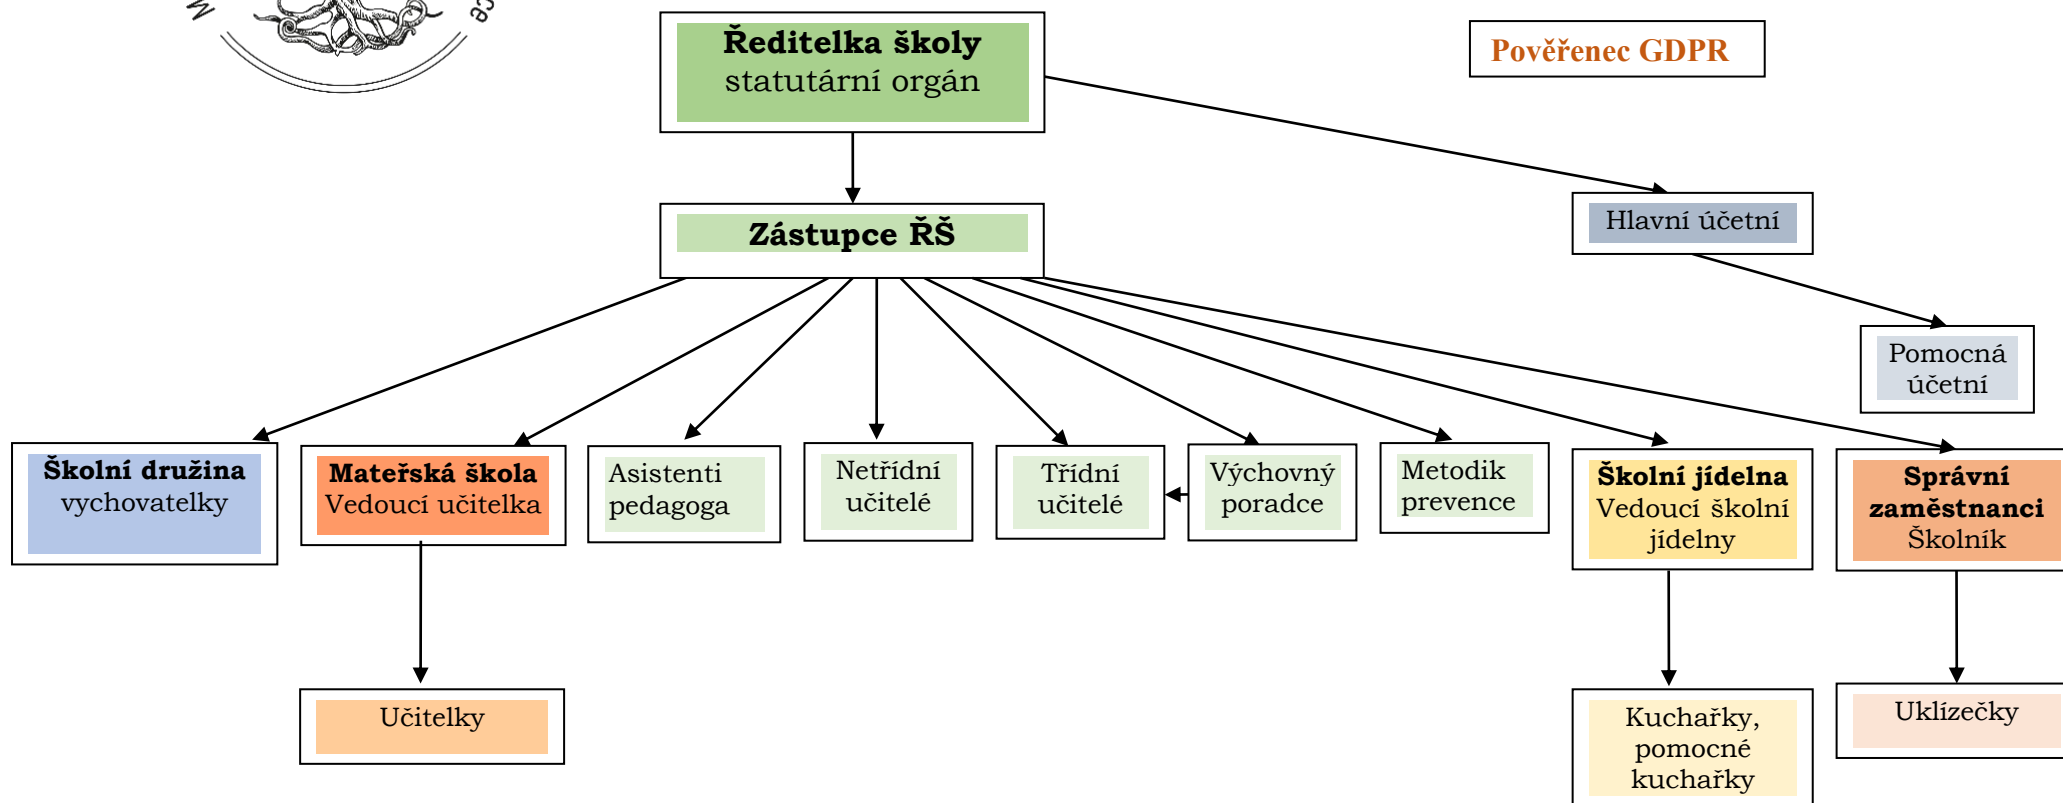 Ředitelka školy
statutární orgán
Pověřenec GDPR
Zástupce ŘŠ
Hlavní účetní
Pomocná
účetní
Školní družina
vychovatelky
Mateřská škola
Vedoucí učitelka
Asistenti
pedagoga
Netřídní
učitelé
Třídní
učitelé
Výchovný
poradce
Metodik
prevence
Školní jídelna
Vedoucí školní
jídelny
Správní
zaměstnanci
Školník
Učitelky
Kuchařky,
pomocné
kuchařky
Uklízečky